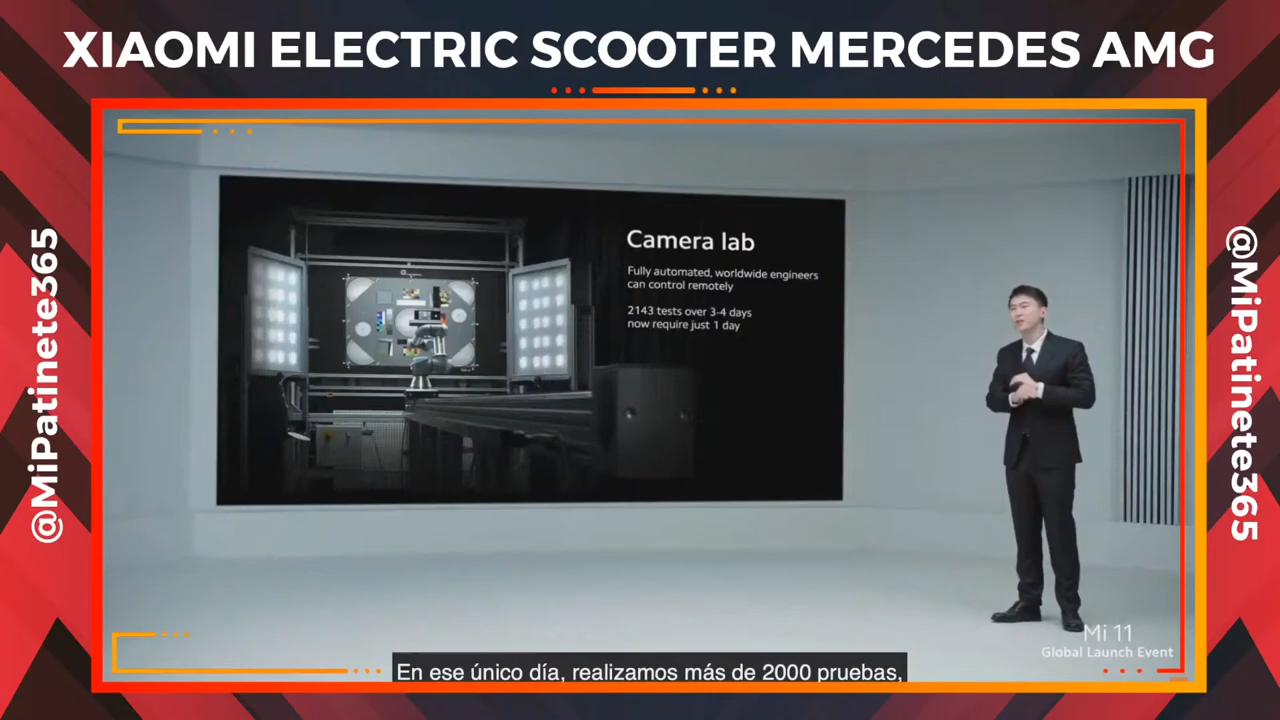 XIAOMI ELECTRIC SCOOTER MERCEDES AMG
@MiPatinete365
Camera lab
Fully automated, worldwide engineers
can control remotely
2143 tests over 3-4 days
now require just 1 day
@MiPatinete365
Mi 11
Global Launch Event
En ese único día, realizamos más de 2000 pruebas,